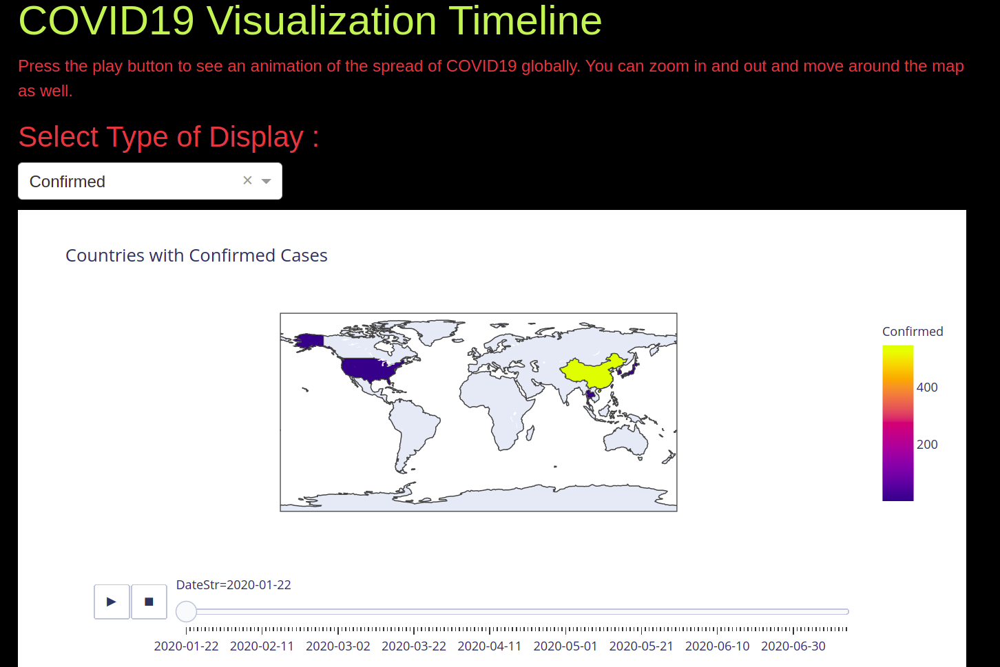 COVID19 Visualization Timeline
Press the play button to see an animation of the spread of COVID19 globally. You can zoom in and out and move around the map
as well.
Select Type of Display :
Confirmed
Countries with Confirmed Cases
Confirmed
400
200
DateStr=2020-01-22
2020-01-22 2020-02-11 2020-03-02 2020-03-22 2020-04-11 2020-05-01 2020-05-21 2020-06-10 2020-06-30